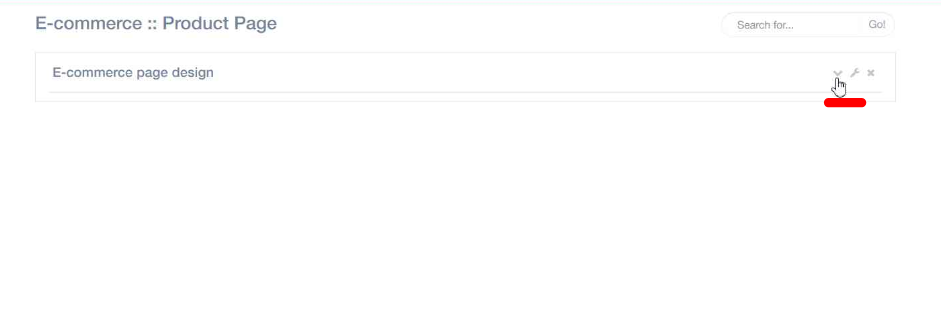 E-commerce :: Product Page
Search for... Go!
E-commerce page design